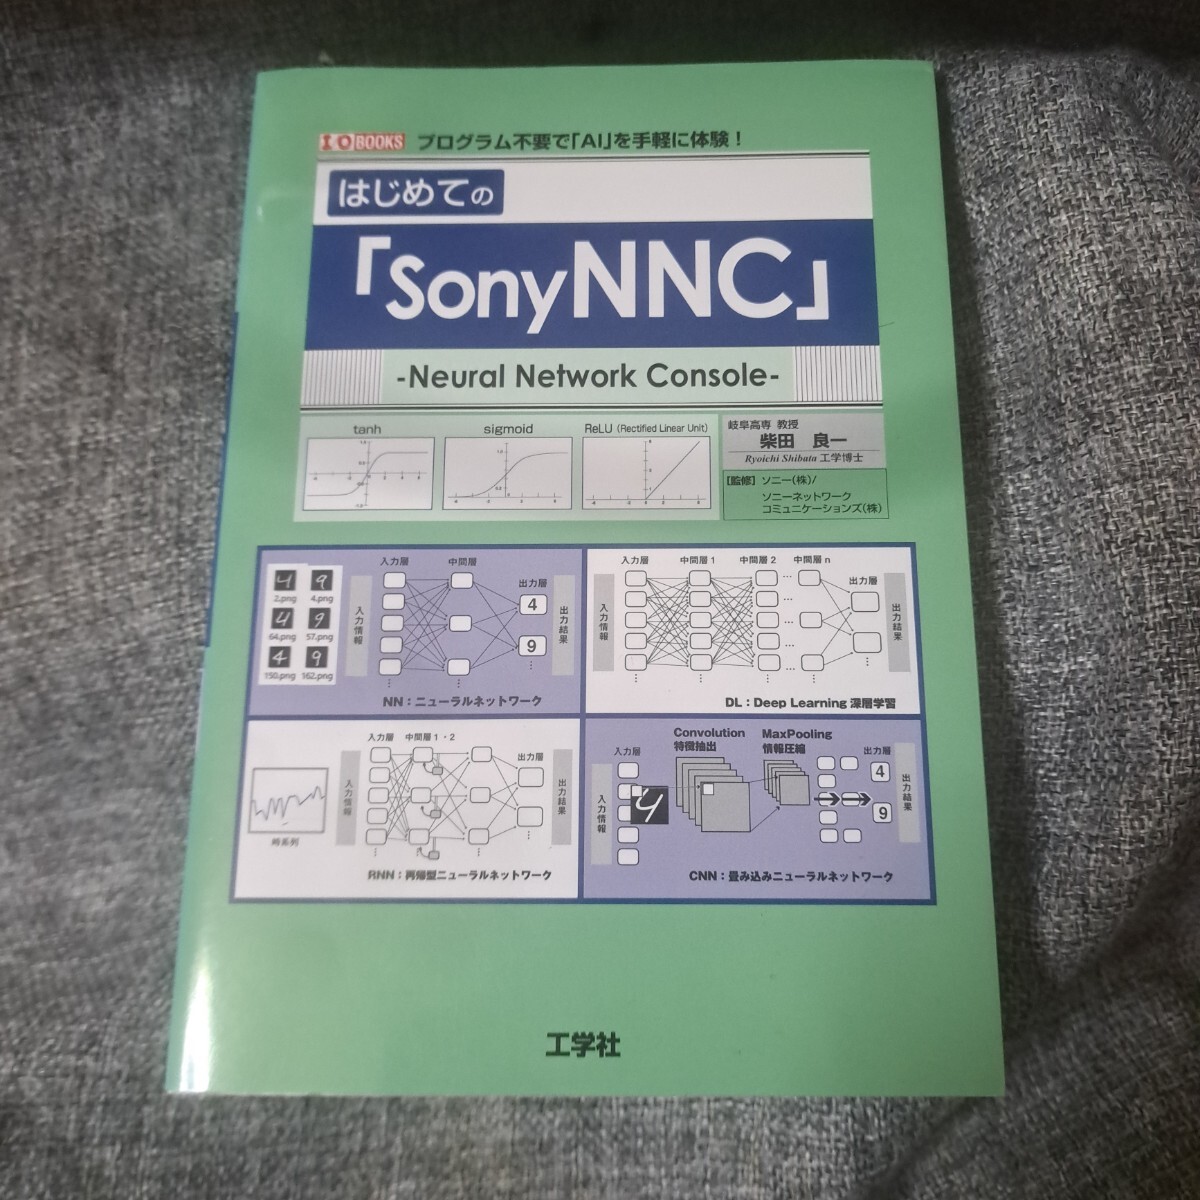 I/O BOOKS プログラム不要で「AI」を手軽に体験！
はじめての
「SonyNNC」
-Neural Network Console-
tanh
sigmoid
ReLU (Rectified Linear Unit)
岐阜高専 教授
柴田 良一
Ryoichi Shibata 工学博士
[監修] ソニー(株)/
ソニーネットワーク
コミュニケーションズ(株)
入力層 中間層 出力層
2.png 4.png
64.png 57.png
150.png 162.png
入力情報
4
9
出力結果
NN：ニューラルネットワーク
入力層 中間層1 中間層2 中間層n 出力層
入力情報
出力結果
DL：Deep Learning 深層学習
入力層 中間層1・2 出力層
時系列
入力情報
出力結果
RNN：再帰型ニューラルネットワーク
入力層
Convolution
特徴抽出
MaxPooling
情報圧縮
出力層
入力情報
4
9
出力結果
CNN：畳み込みニューラルネットワーク
工学社